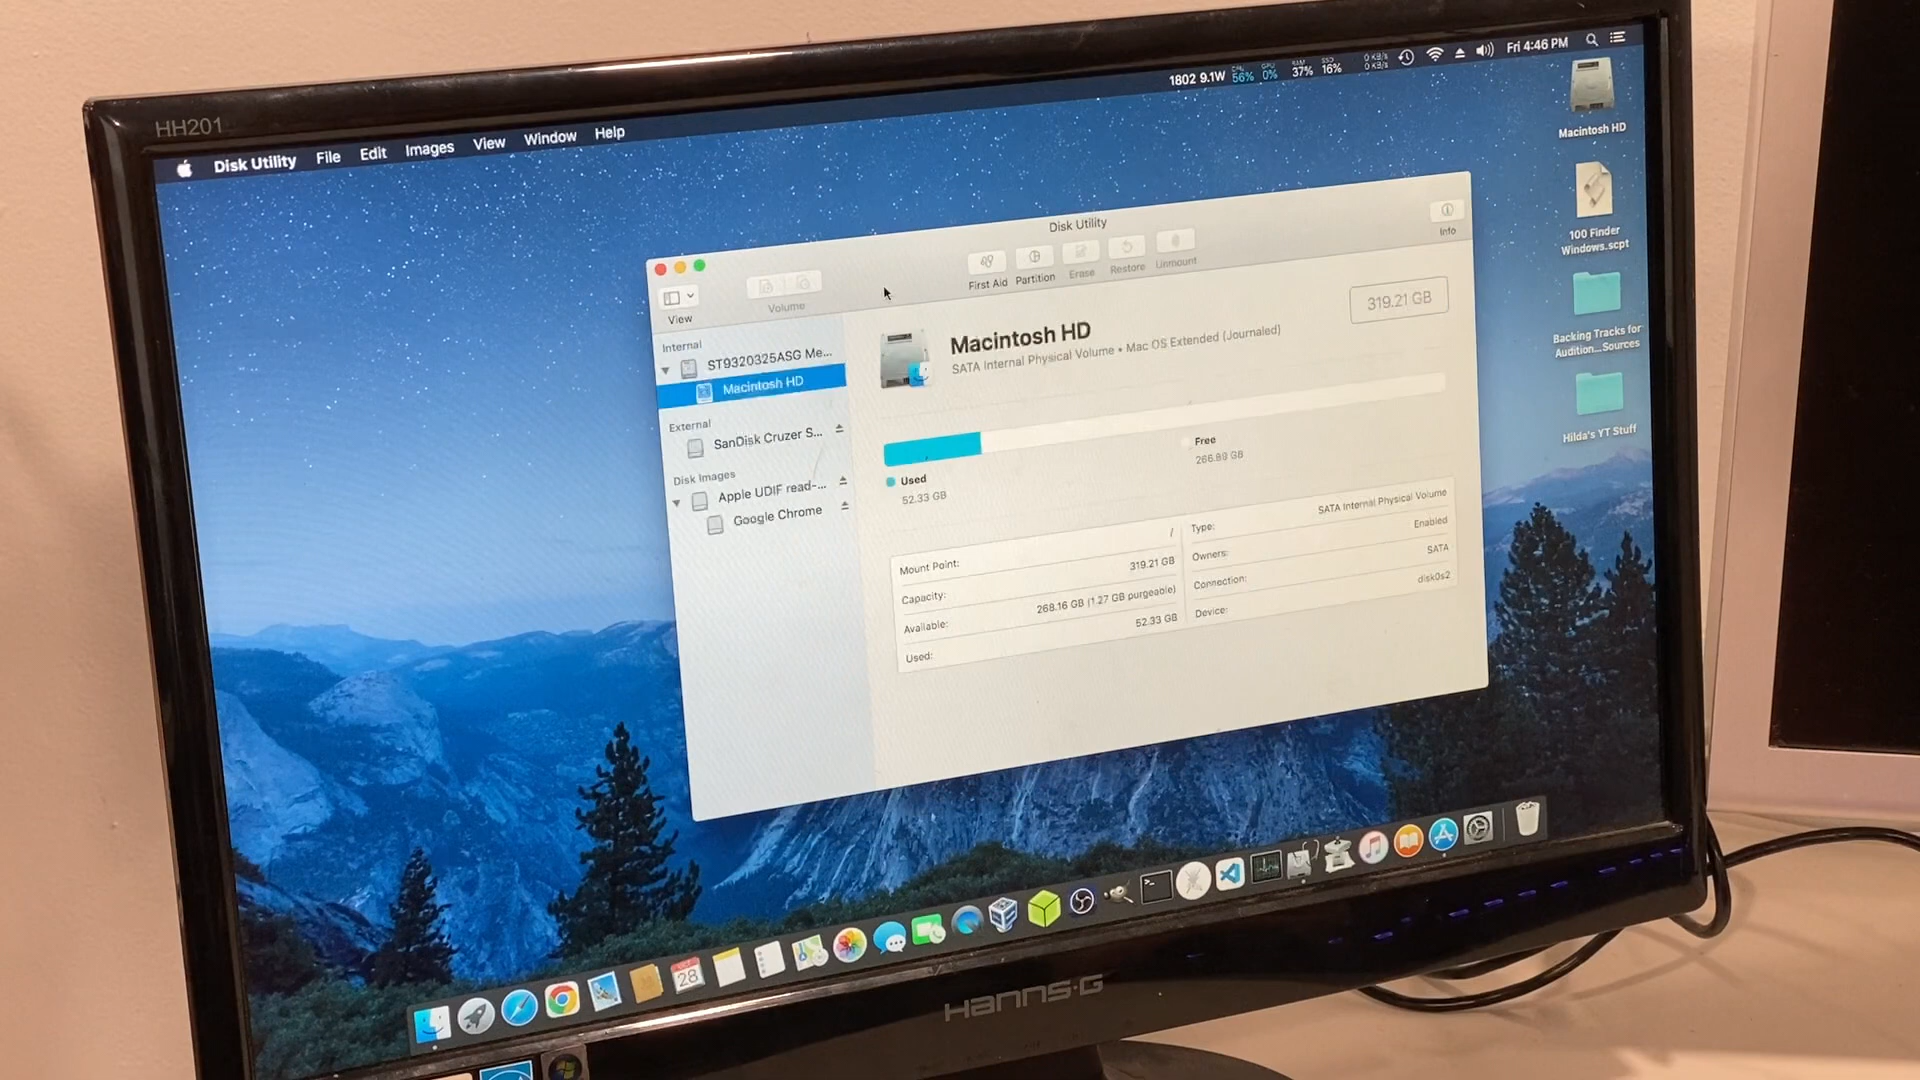 HH201
Disk Utility File Edit Images View Window Help
1802 9.1W 56% 0% 37% 16% 0 KB/s 0 KB/s Fri 4:46 PM
Macintosh HD
100 Finder
Windows.scpt
Backing Tracks for
Audition...Sources
Hilda's YT Stuff
Disk Utility
View
Volume
First Aid Partition Erase Restore Unmount
Info
Internal
ST9320325ASG Me...
Macintosh HD
External
SanDisk Cruzer S...
Disk Images
Apple UDIF read-...
Google Chrome
Macintosh HD
SATA Internal Physical Volume • Mac OS Extended (Journaled)
319.21 GB
Used
52.33 GB
Free
266.89 GB
Mount Point: /
Capacity: 319.21 GB
Available: 268.16 GB (1.27 GB purgeable)
Used: 52.33 GB
Type: SATA Internal Physical Volume
Owners: Enabled
Connection: SATA
Device: disk0s2
OCT
28
HANNS·G